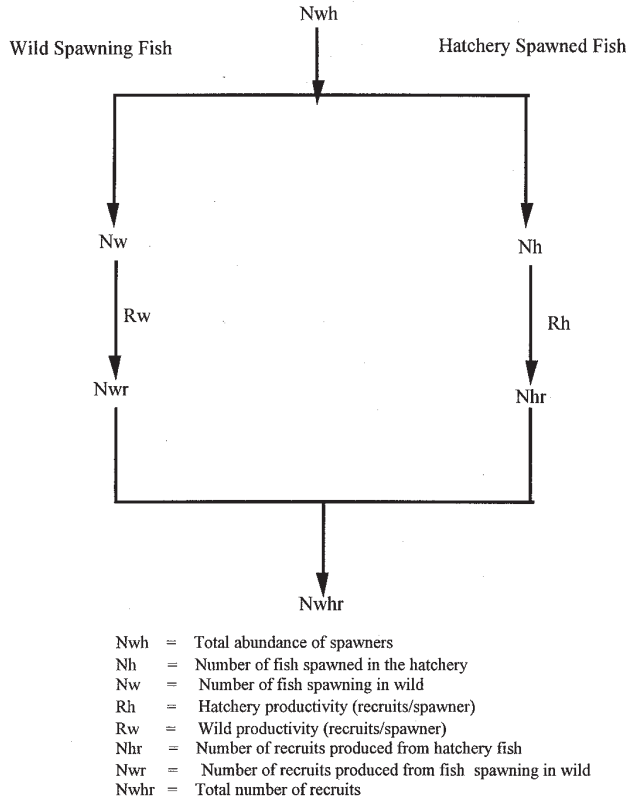 Nwh
Wild Spawning Fish
Hatchery Spawned Fish
Nw
Nh
Rw
Rh
Nwr
Nhr
Nwhr
Nwh = Total abundance of spawners
Nh = Number of fish spawned in the hatchery
Nw = Number of fish spawning in wild
Rh = Hatchery productivity (recruits/spawner)
Rw = Wild productivity (recruits/spawner)
Nhr = Number of recruits produced from hatchery fish
Nwr = Number of recruits produced from fish spawning in wild
Nwhr = Total number of recruits